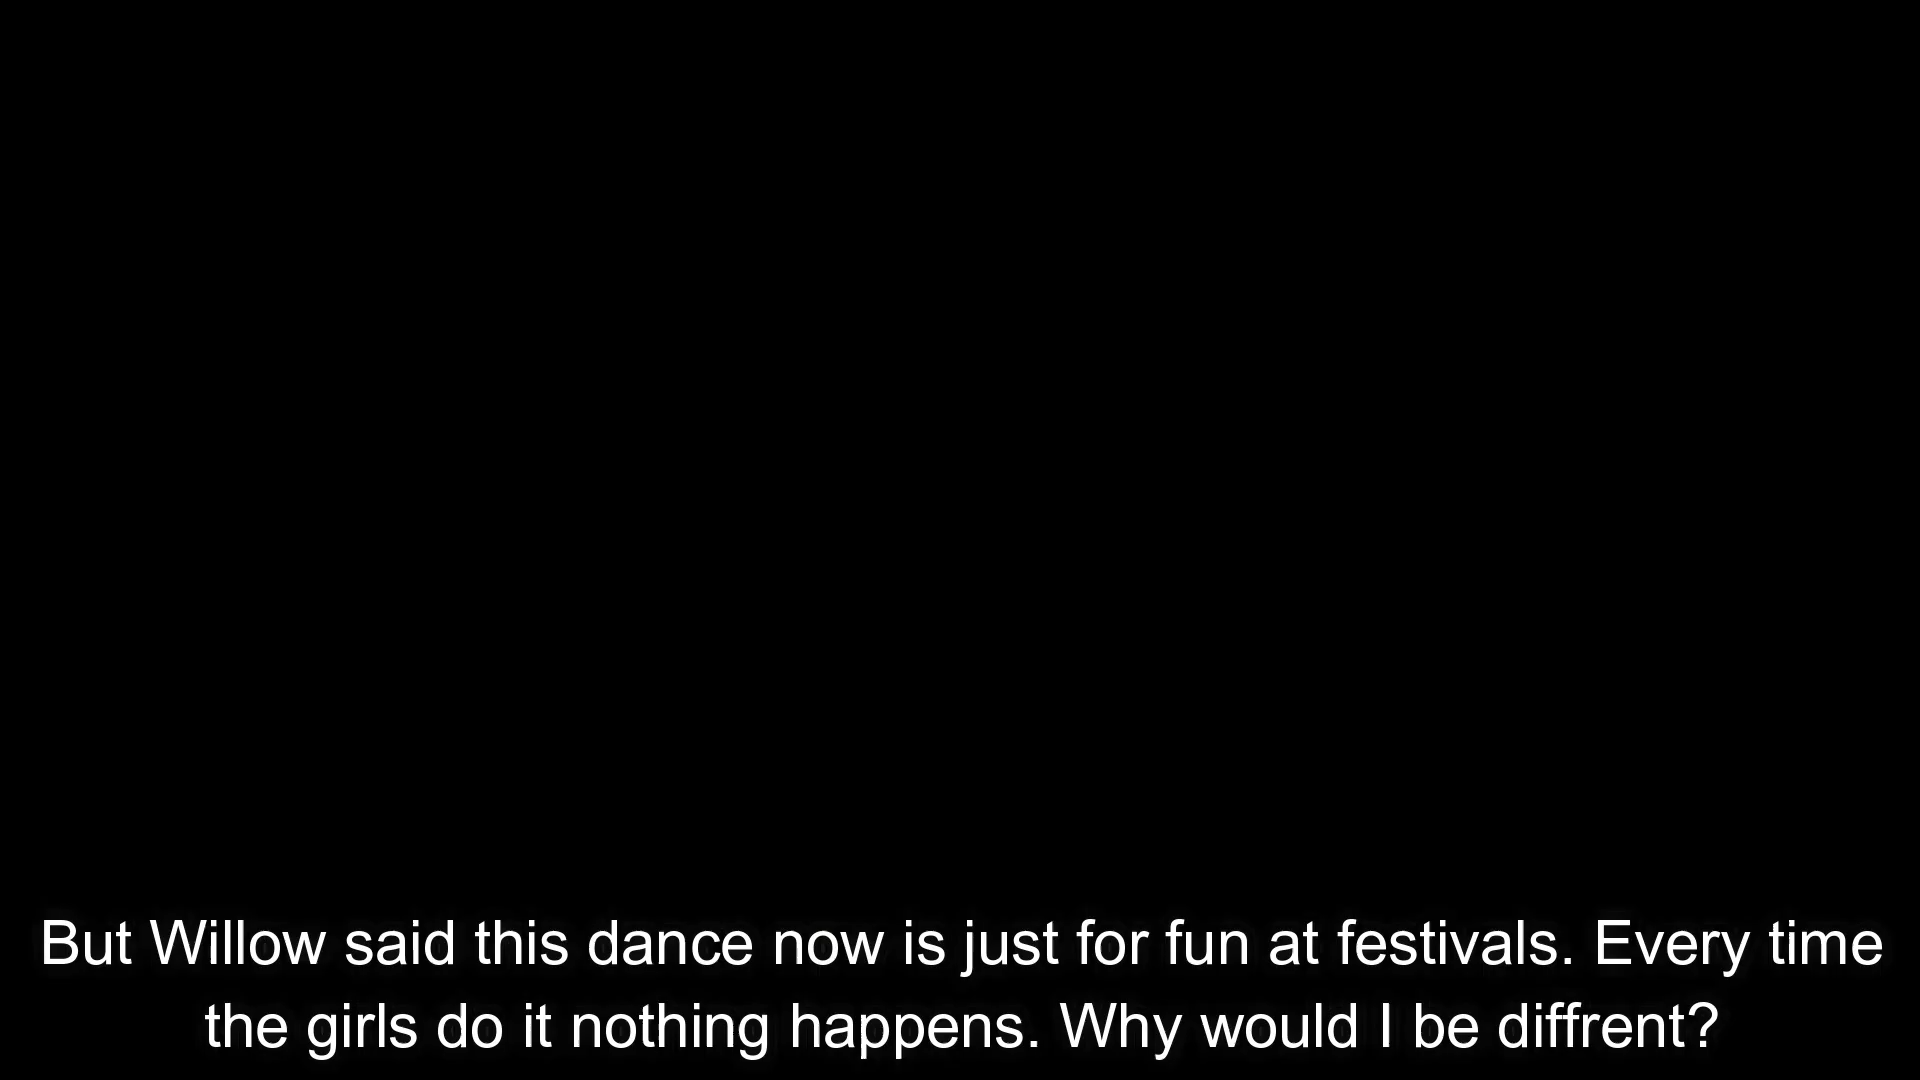 But Willow said this dance now is just for fun at festivals. Every time
the girls do it nothing happens. Why would I be diffrent?